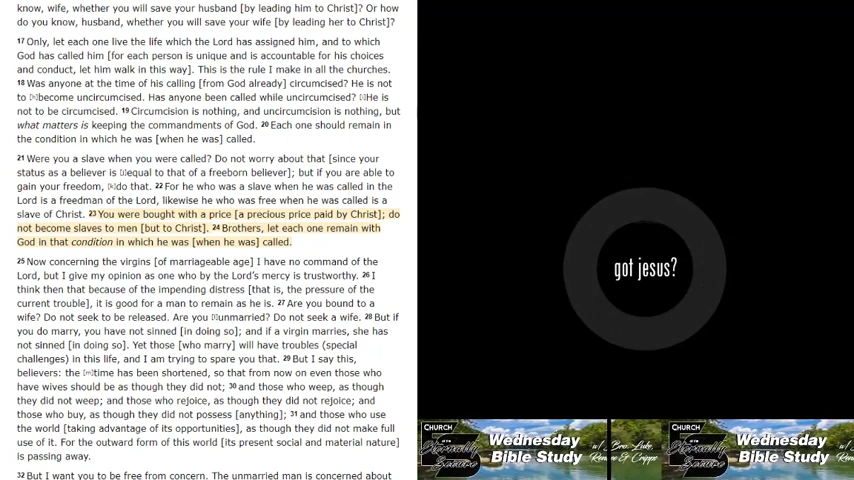 know, wife, whether you will save your husband [by leading him to Christ]? Or how
do you know, husband, whether you will save your wife [by leading her to Christ]?
17 Only, let each one live the life which the Lord has assigned him, and to which
God has called him [for each person is unique and is accountable for his choices
and conduct, let him walk in this way]. This is the rule I make in all the churches.
18 Was anyone at the time of his calling [from God already] circumcised? He is not
to [h]become uncircumcised. Has anyone been called while uncircumcised? [i]He is
not to be circumcised. 19 Circumcision is nothing, and uncircumcision is nothing, but
what matters is keeping the commandments of God. 20 Each one should remain in
the condition in which he was [when he was] called.
21 Were you a slave when you were called? Do not worry about that [since your
status as a believer is [j]equal to that of a freeborn believer]; but if you are able to
gain your freedom, [k]do that. 22 For he who was a slave when he was called in the
Lord is a freedman of the Lord, likewise he who was free when he was called is a
slave of Christ. 23 You were bought with a price [a precious price paid by Christ]; do
not become slaves to men [but to Christ]. 24 Brothers, let each one remain with
God in that condition in which he was [when he was] called.
25 Now concerning the virgins [of marriageable age] I have no command of the
Lord, but I give my opinion as one who by the Lord's mercy is trustworthy. 26 I
think then that because of the impending distress [that is, the pressure of the
current trouble], it is good for a man to remain as he is. 27 Are you bound to a
wife? Do not seek to be released. Are you [l]unmarried? Do not seek a wife. 28 But if
you do marry, you have not sinned [in doing so]; and if a virgin marries, she has
not sinned [in doing so]. Yet those [who marry] will have troubles (special
challenges) in this life, and I am trying to spare you that. 29 But I say this,
believers: the [m]time has been shortened, so that from now on even those who
have wives should be as though they did not; 30 and those who weep, as though
they did not weep; and those who rejoice, as though they did not rejoice; and
those who buy, as though they did not possess [anything]; 31 and those who use
the world [taking advantage of its opportunities], as though they did not make full
use of it. For the outward form of this world [its present social and material nature]
is passing away.
32 But I want you to be free from concern. The unmarried man is concerned about
got jesus?
CHURCH
Eternally
Secure
Wednesday
Bible Study
w/
Bro. Luke,
& Cripps
CHURCH
Eternally
Secure
Wednesday
Bible Study